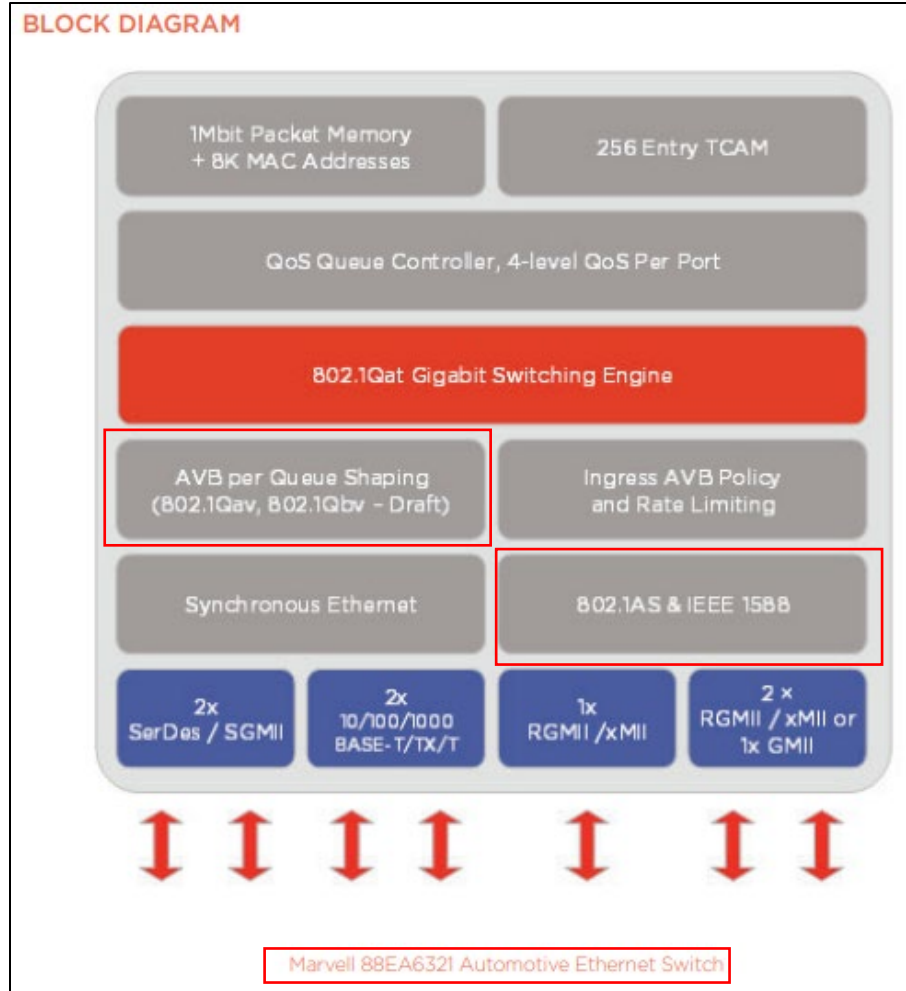 BLOCK DIAGRAM
1Mbit Packet Memory
+ 8K MAC Addresses
256 Entry TCAM
QoS Queue Controller, 4-level QoS Per Port
802.1Qat Gigabit Switching Engine
AVB per Queue Shaping
(802.1Qav, 802.1Qbv – Draft)
Ingress AVB Policy
and Rate Limiting
Synchronous Ethernet
802.1AS & IEEE 1588
2x
SerDes / SGMII
2x
10/100/1000
BASE-T/TX/T
1x
RGMII /xMII
2 ×
RGMII / xMII or
1x GMII
Marvell 88EA6321 Automotive Ethernet Switch